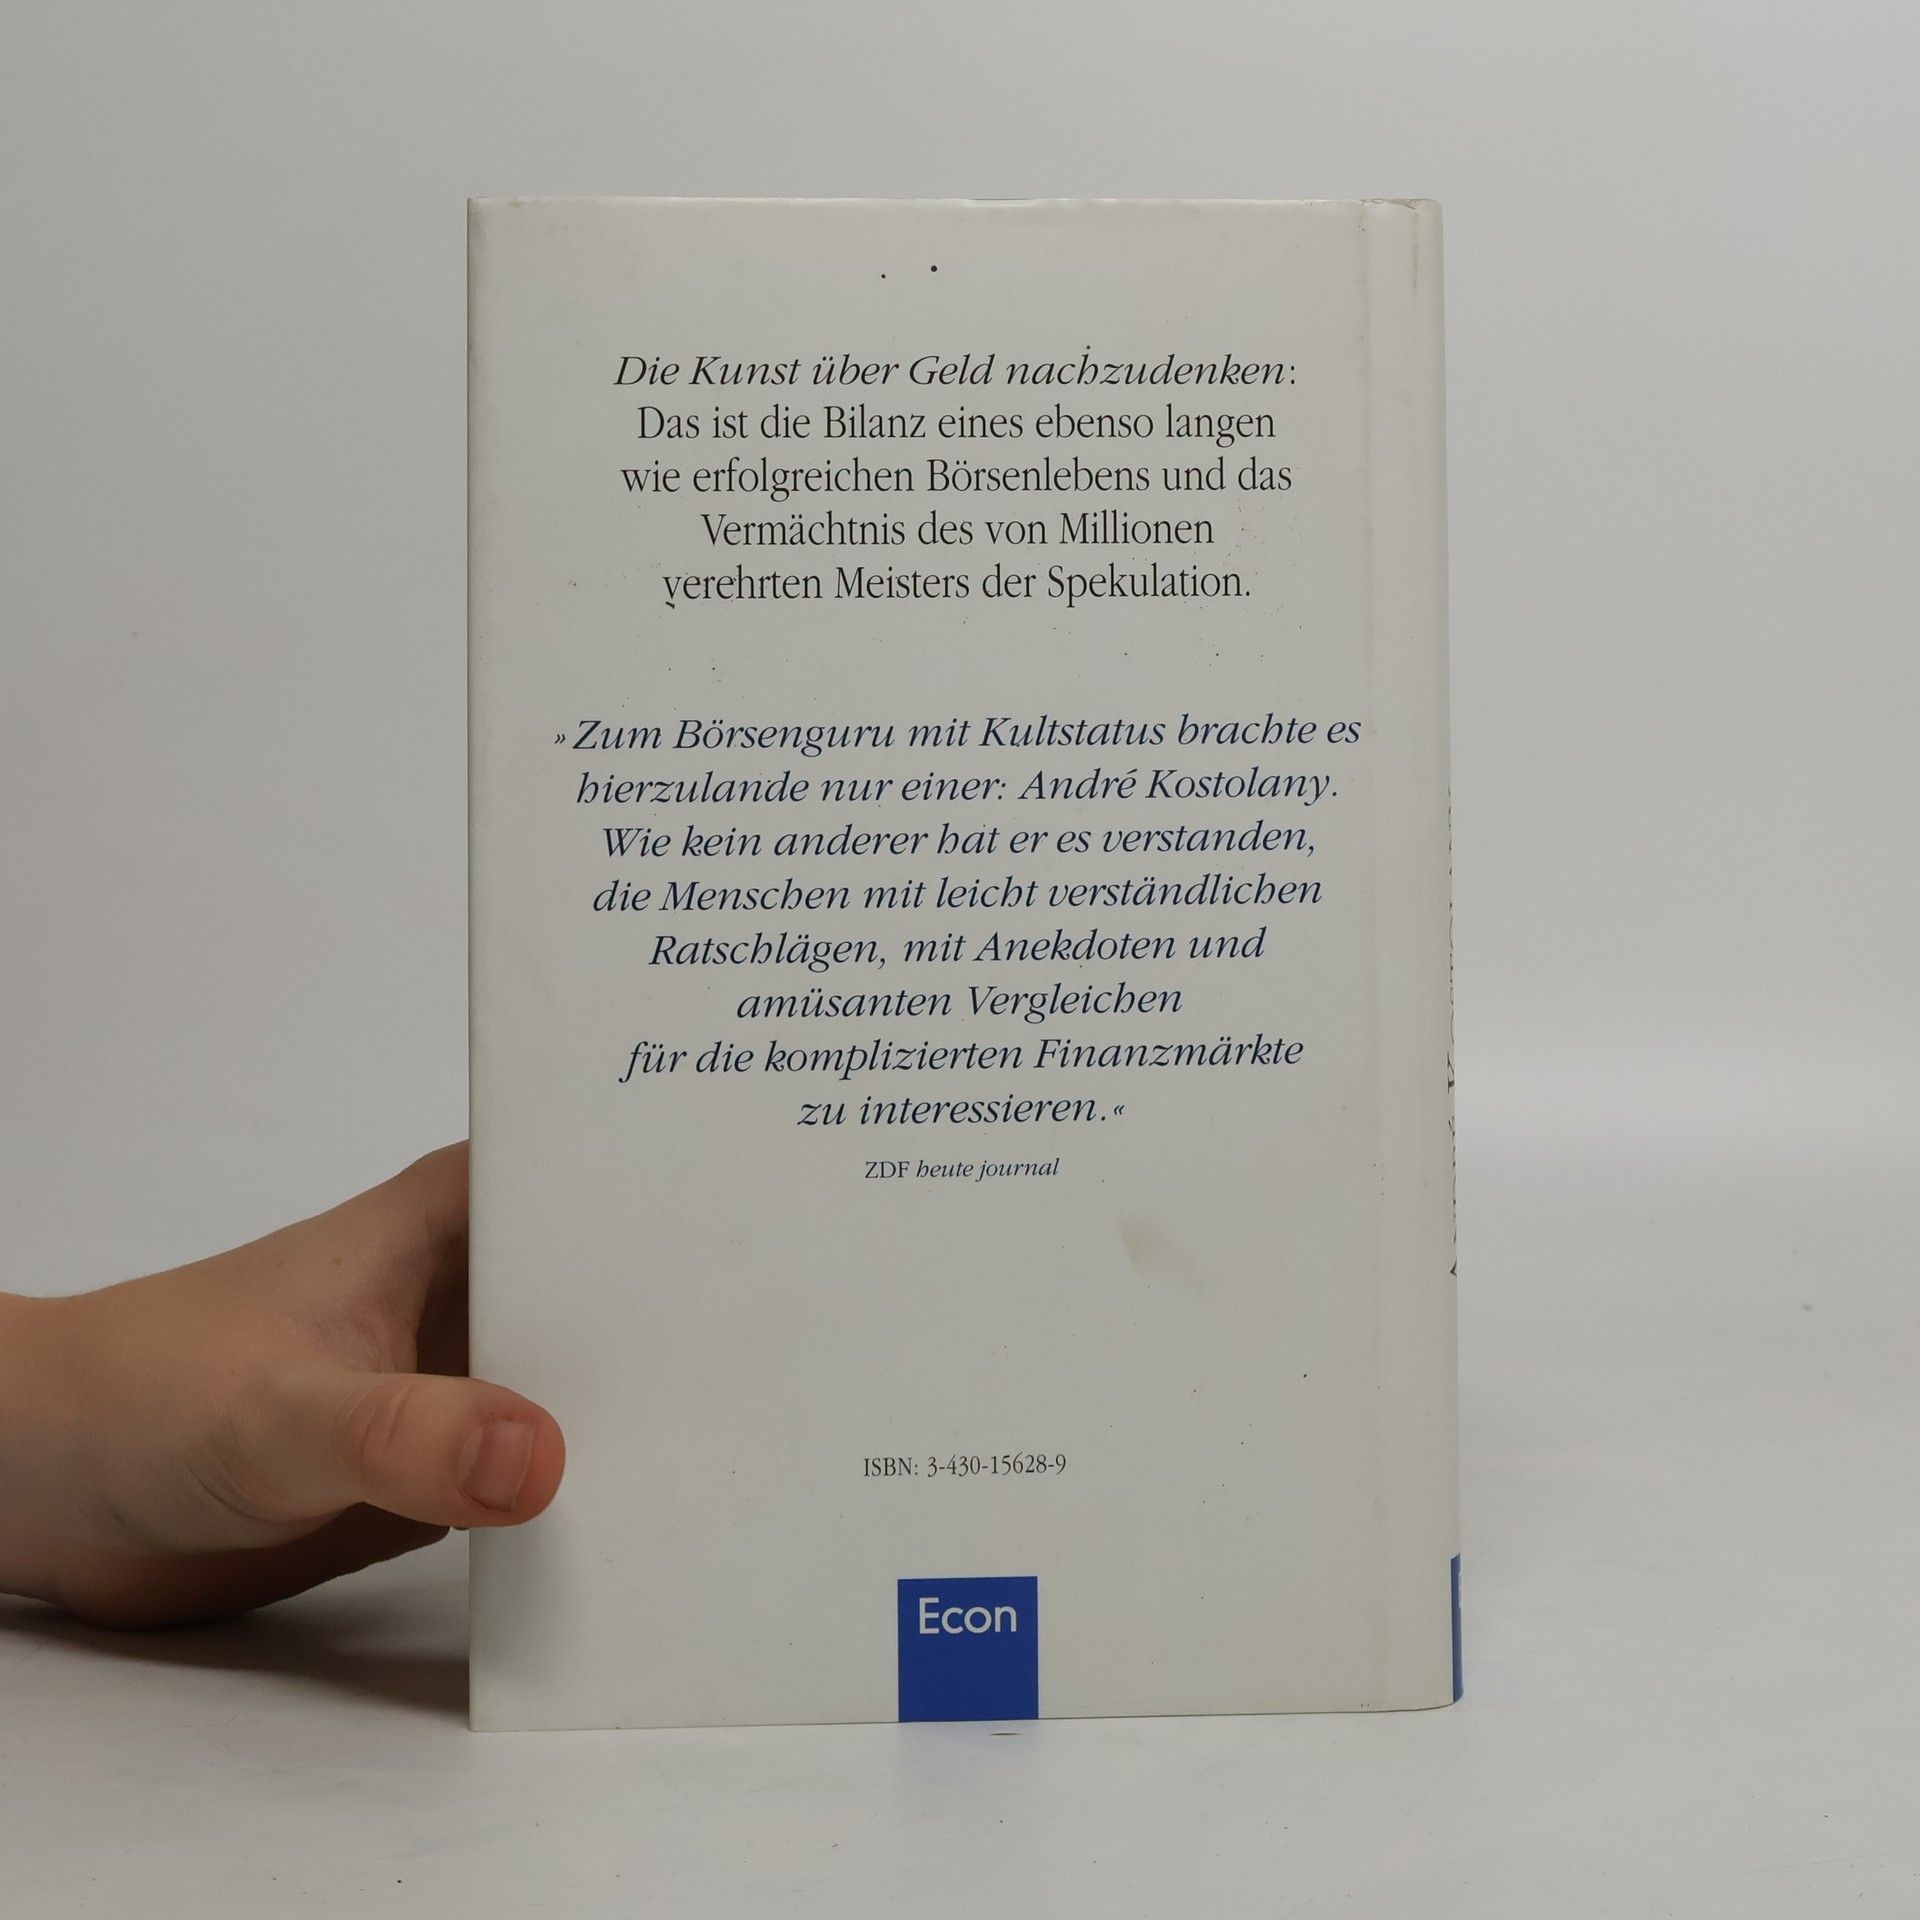 Die Kunst über Geld nachzudenken:
Das ist die Bilanz eines ebenso langen
wie erfolgreichen Börsenlebens und das
Vermächtnis des von Millionen
verehrten Meisters der Spekulation.
»Zum Börsenguru mit Kultstatus brachte es
hierzulande nur einer: André Kostolany.
Wie kein anderer hat er es verstanden,
die Menschen mit leicht verständlichen
Ratschlägen, mit Anekdoten und
amüsanten Vergleichen
für die komplizierten Finanzmärkte
zu interessieren.«
ZDF heute journal
ISBN: 3-430-15628-9
Econ